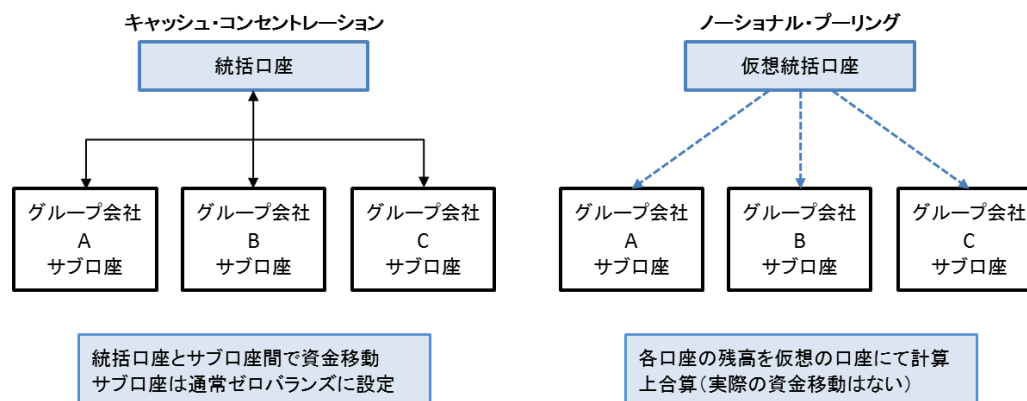 キャッシュ・コンセントレーション
統括口座
グループ会社
A
サブ口座
グループ会社
B
サブ口座
グループ会社
C
サブ口座
統括口座とサブ口座間で資金移動
サブ口座は通常ゼロバランズに設定
ノーショナル・プーリング
仮想統括口座
グループ会社
A
サブ口座
グループ会社
B
サブ口座
グループ会社
C
サブ口座
各口座の残高を仮想の口座にて計算
上合算(実際の資金移動はない)